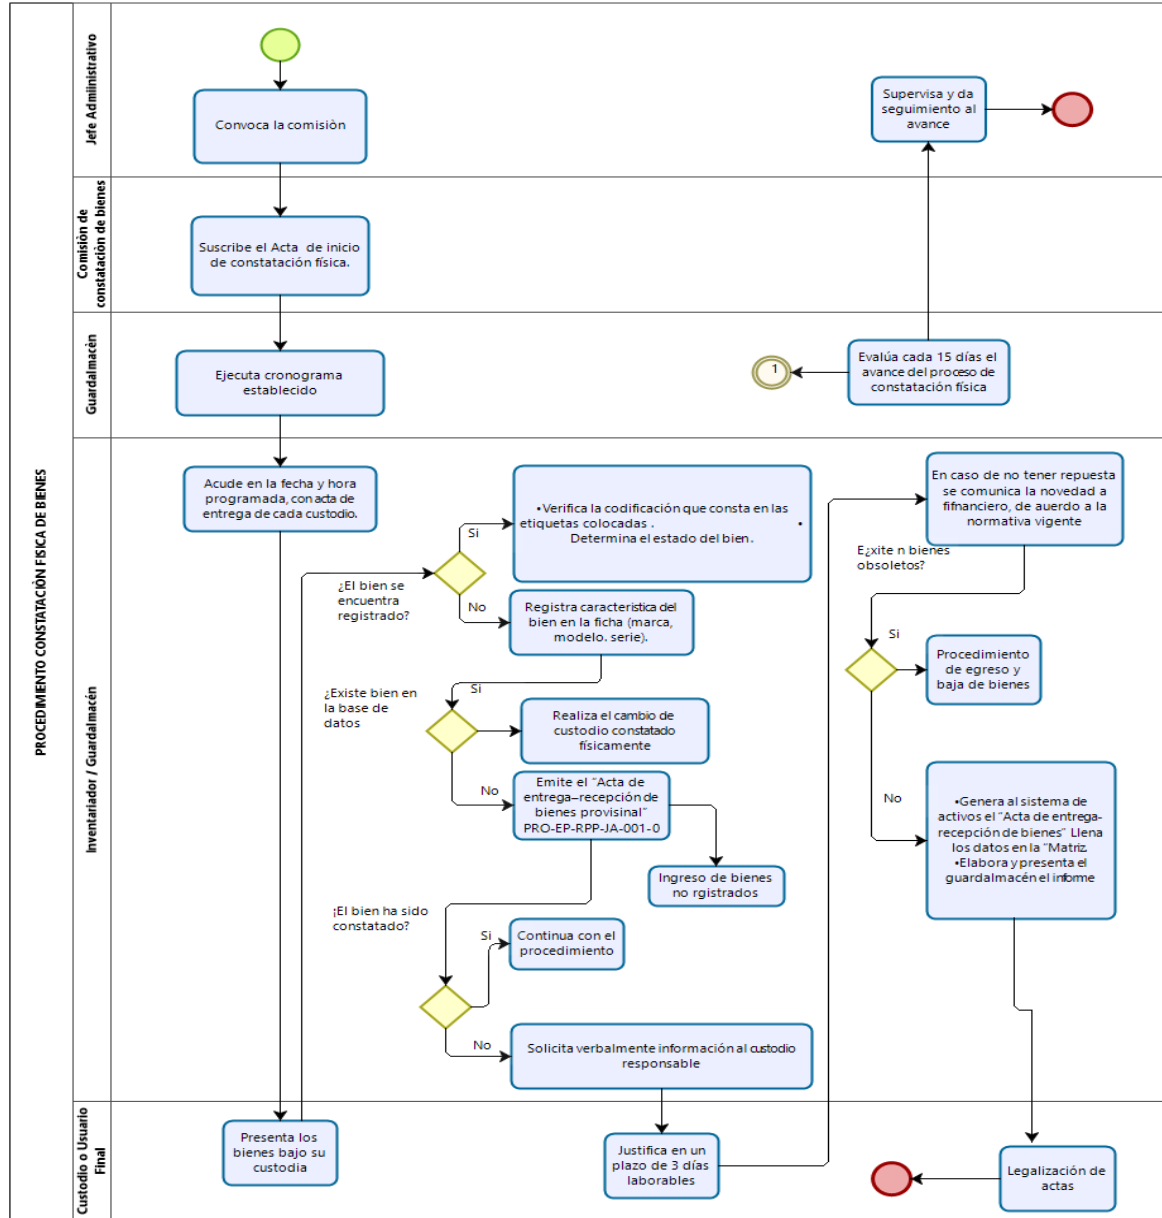 PROCEDIMIENTO CONSTATACIÒN FISICA DE BIENES
Jefe Admiinistrativo
Convoca la comisiòn
Supervisa y da
seguimiento al
avance
Comisiòn de
constataciòn de bienes
Suscribe el Acta de inicio
de constatación física.
Guardalmacèn
Ejecuta cronograma
establecido
1
Evalúa cada 15 días el
avance del proceso de
constatación física
Inventariador / Guardalmacén
Acude en la fecha y hora
programada, con acta de
entrega de cada custodio.
¿El bien se
encuentra
registrado?
Si
•Verifica la codificación que consta en las
etiquetas colocadas . •
Determina el estado del bien .
No
Registra caracteristica del
bien en la ficha (marca,
modelo. serie).
¿Existe bien en
la base de
datos
Si
Realiza el cambio de
custodio constatado
físicamente
No
Emite el “Acta de
entrega–recepción de
bienes provisinal”
PRO-EP-RPP-JA-001-0
Ingreso de bienes
no rgistrados
¡El bien ha sido
constatado?
Si
Continua con el
procedimiento
No
Solicita verbalmente información al custodio
responsable
En caso de no tener repuesta
se comunica la novedad a
fifnanciero, de auerdo a la
normativa vigente
E¿xite n bienes
obsoletos?
Si
Procedimiento
de egreso y
baja de bienes
No
•Genera al sistema de
activos el “Acta de entrega-
recepción de bienes” Llena
los datos en la “Matriz.
•Elabora y presenta el
guardalmacén el informe
Custodio o Usuario
Final
Presenta los
bienes bajo su
custodia
Justifica en un
plazo de 3 días
laborables
Legalización de
actas